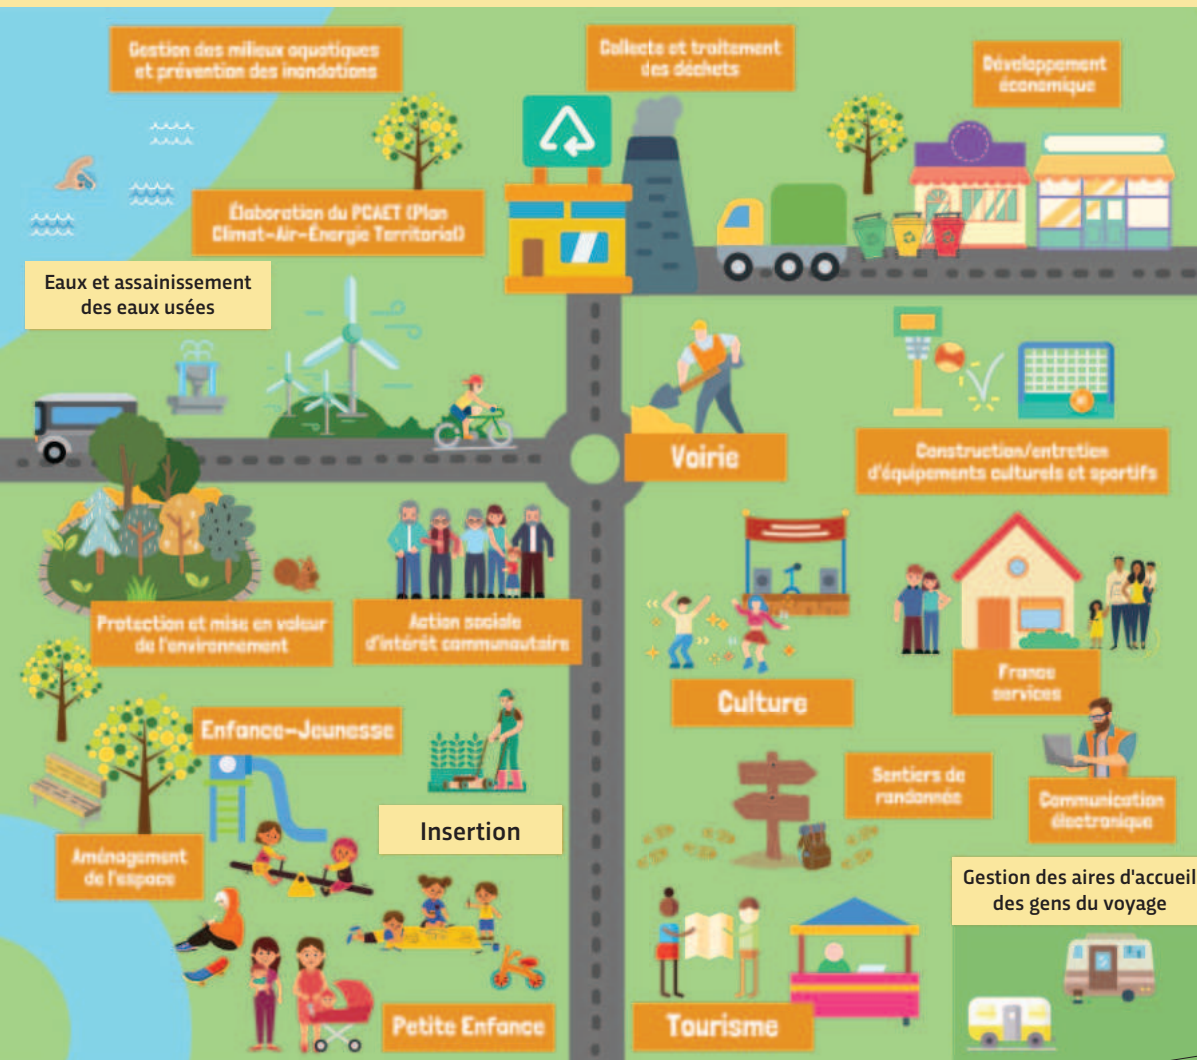 Gestion des milieux aquatiques
et prévention des inondations
Collecte et traitement
des déchets
Développement
économique
Élaboration du PCAET (Plan
Climat-Air-Énergie Territorial)
Eaux et assainissement
des eaux usées
Voirie
Construction/entretien
d'équipements culturels et sportifs
Protection et mise en valeur
de l'environnement
Action sociale
d'intérêt communautaire
Culture
France
services
Enfance-Jeunesse
Insertion
Sentiers de
randonnée
Communication
électronique
Aménagement
de l'espace
Gestion des aires d'accueil
des gens du voyage
Petite Enfance
Tourisme